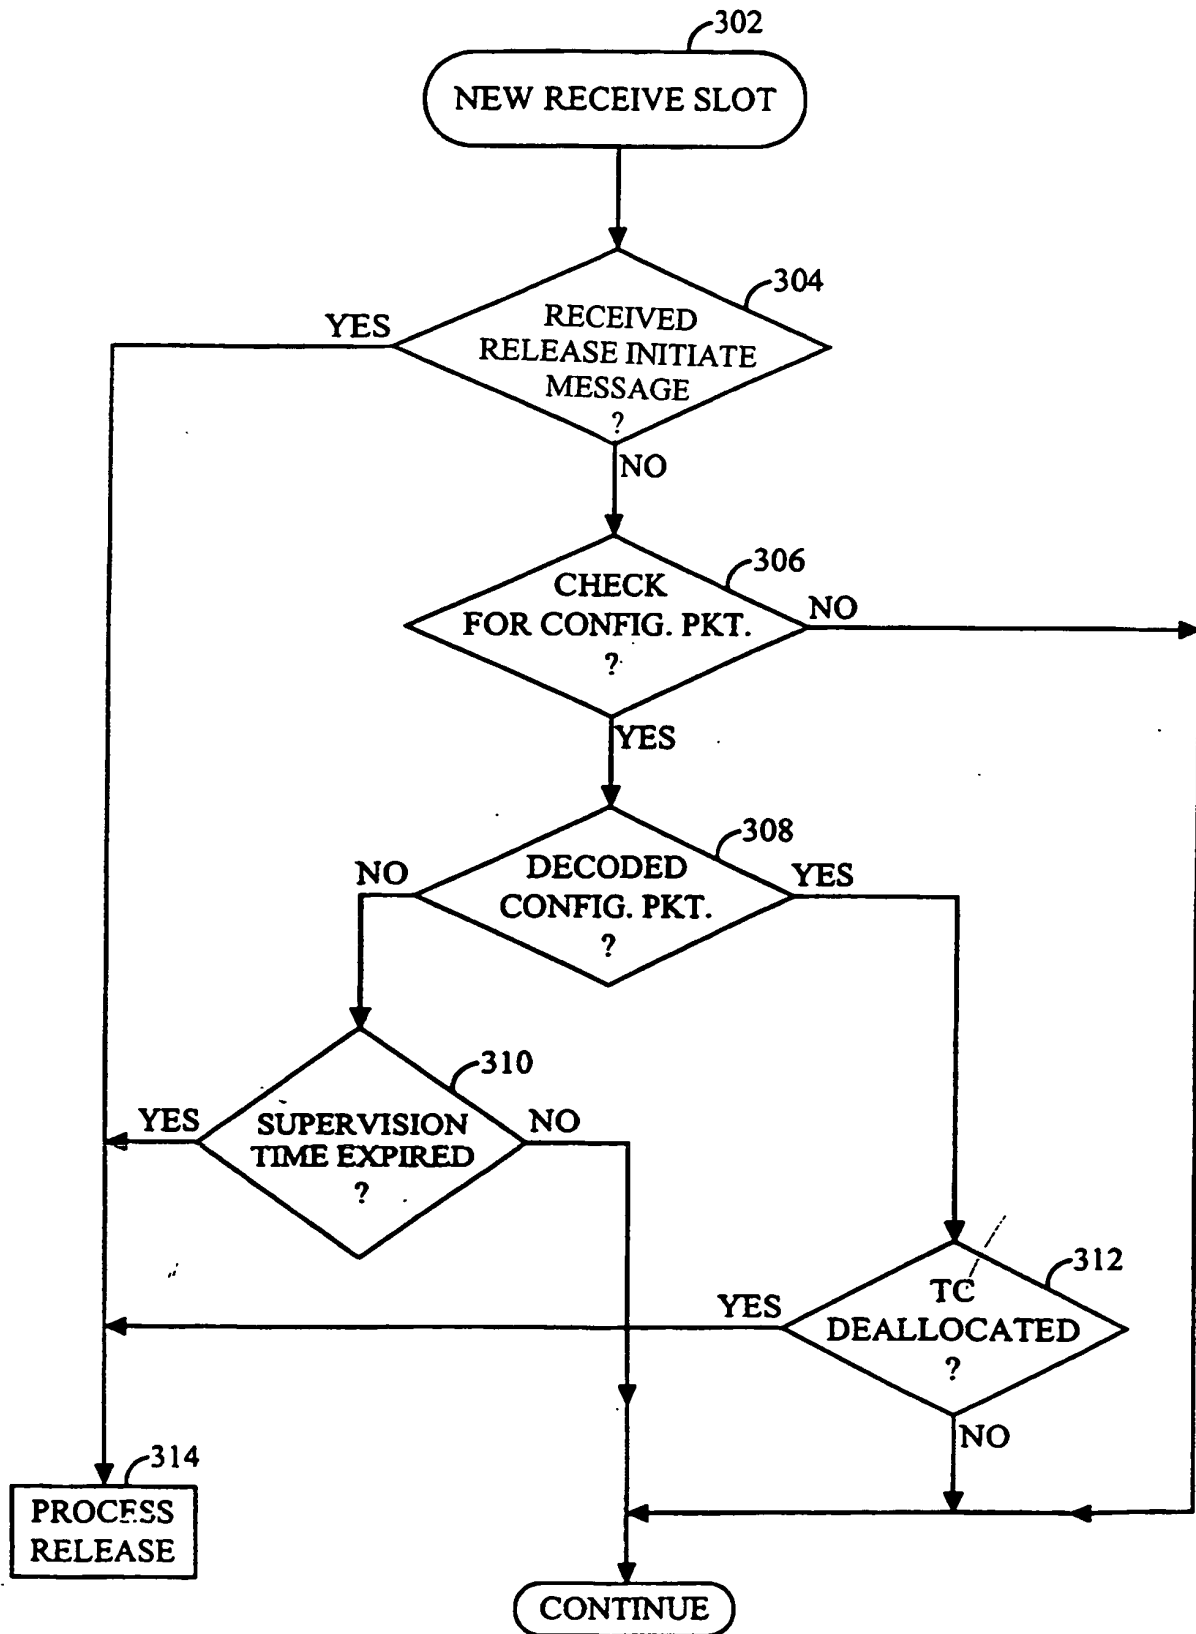 302
NEW RECEIVE SLOT
304
YES
RECEIVED
RELEASE INITIATE
MESSAGE
?
NO
306
CHECK
FOR CONFIG. PKT.
?
NO
YES
308
NO
DECODED
CONFIG. PKT.
?
YES
310
YES
SUPERVISION
TIME EXPIRED
?
NO
312
YES
TC
DEALLOCATED
?
NO
314
PROCESS
RELEASE
CONTINUE